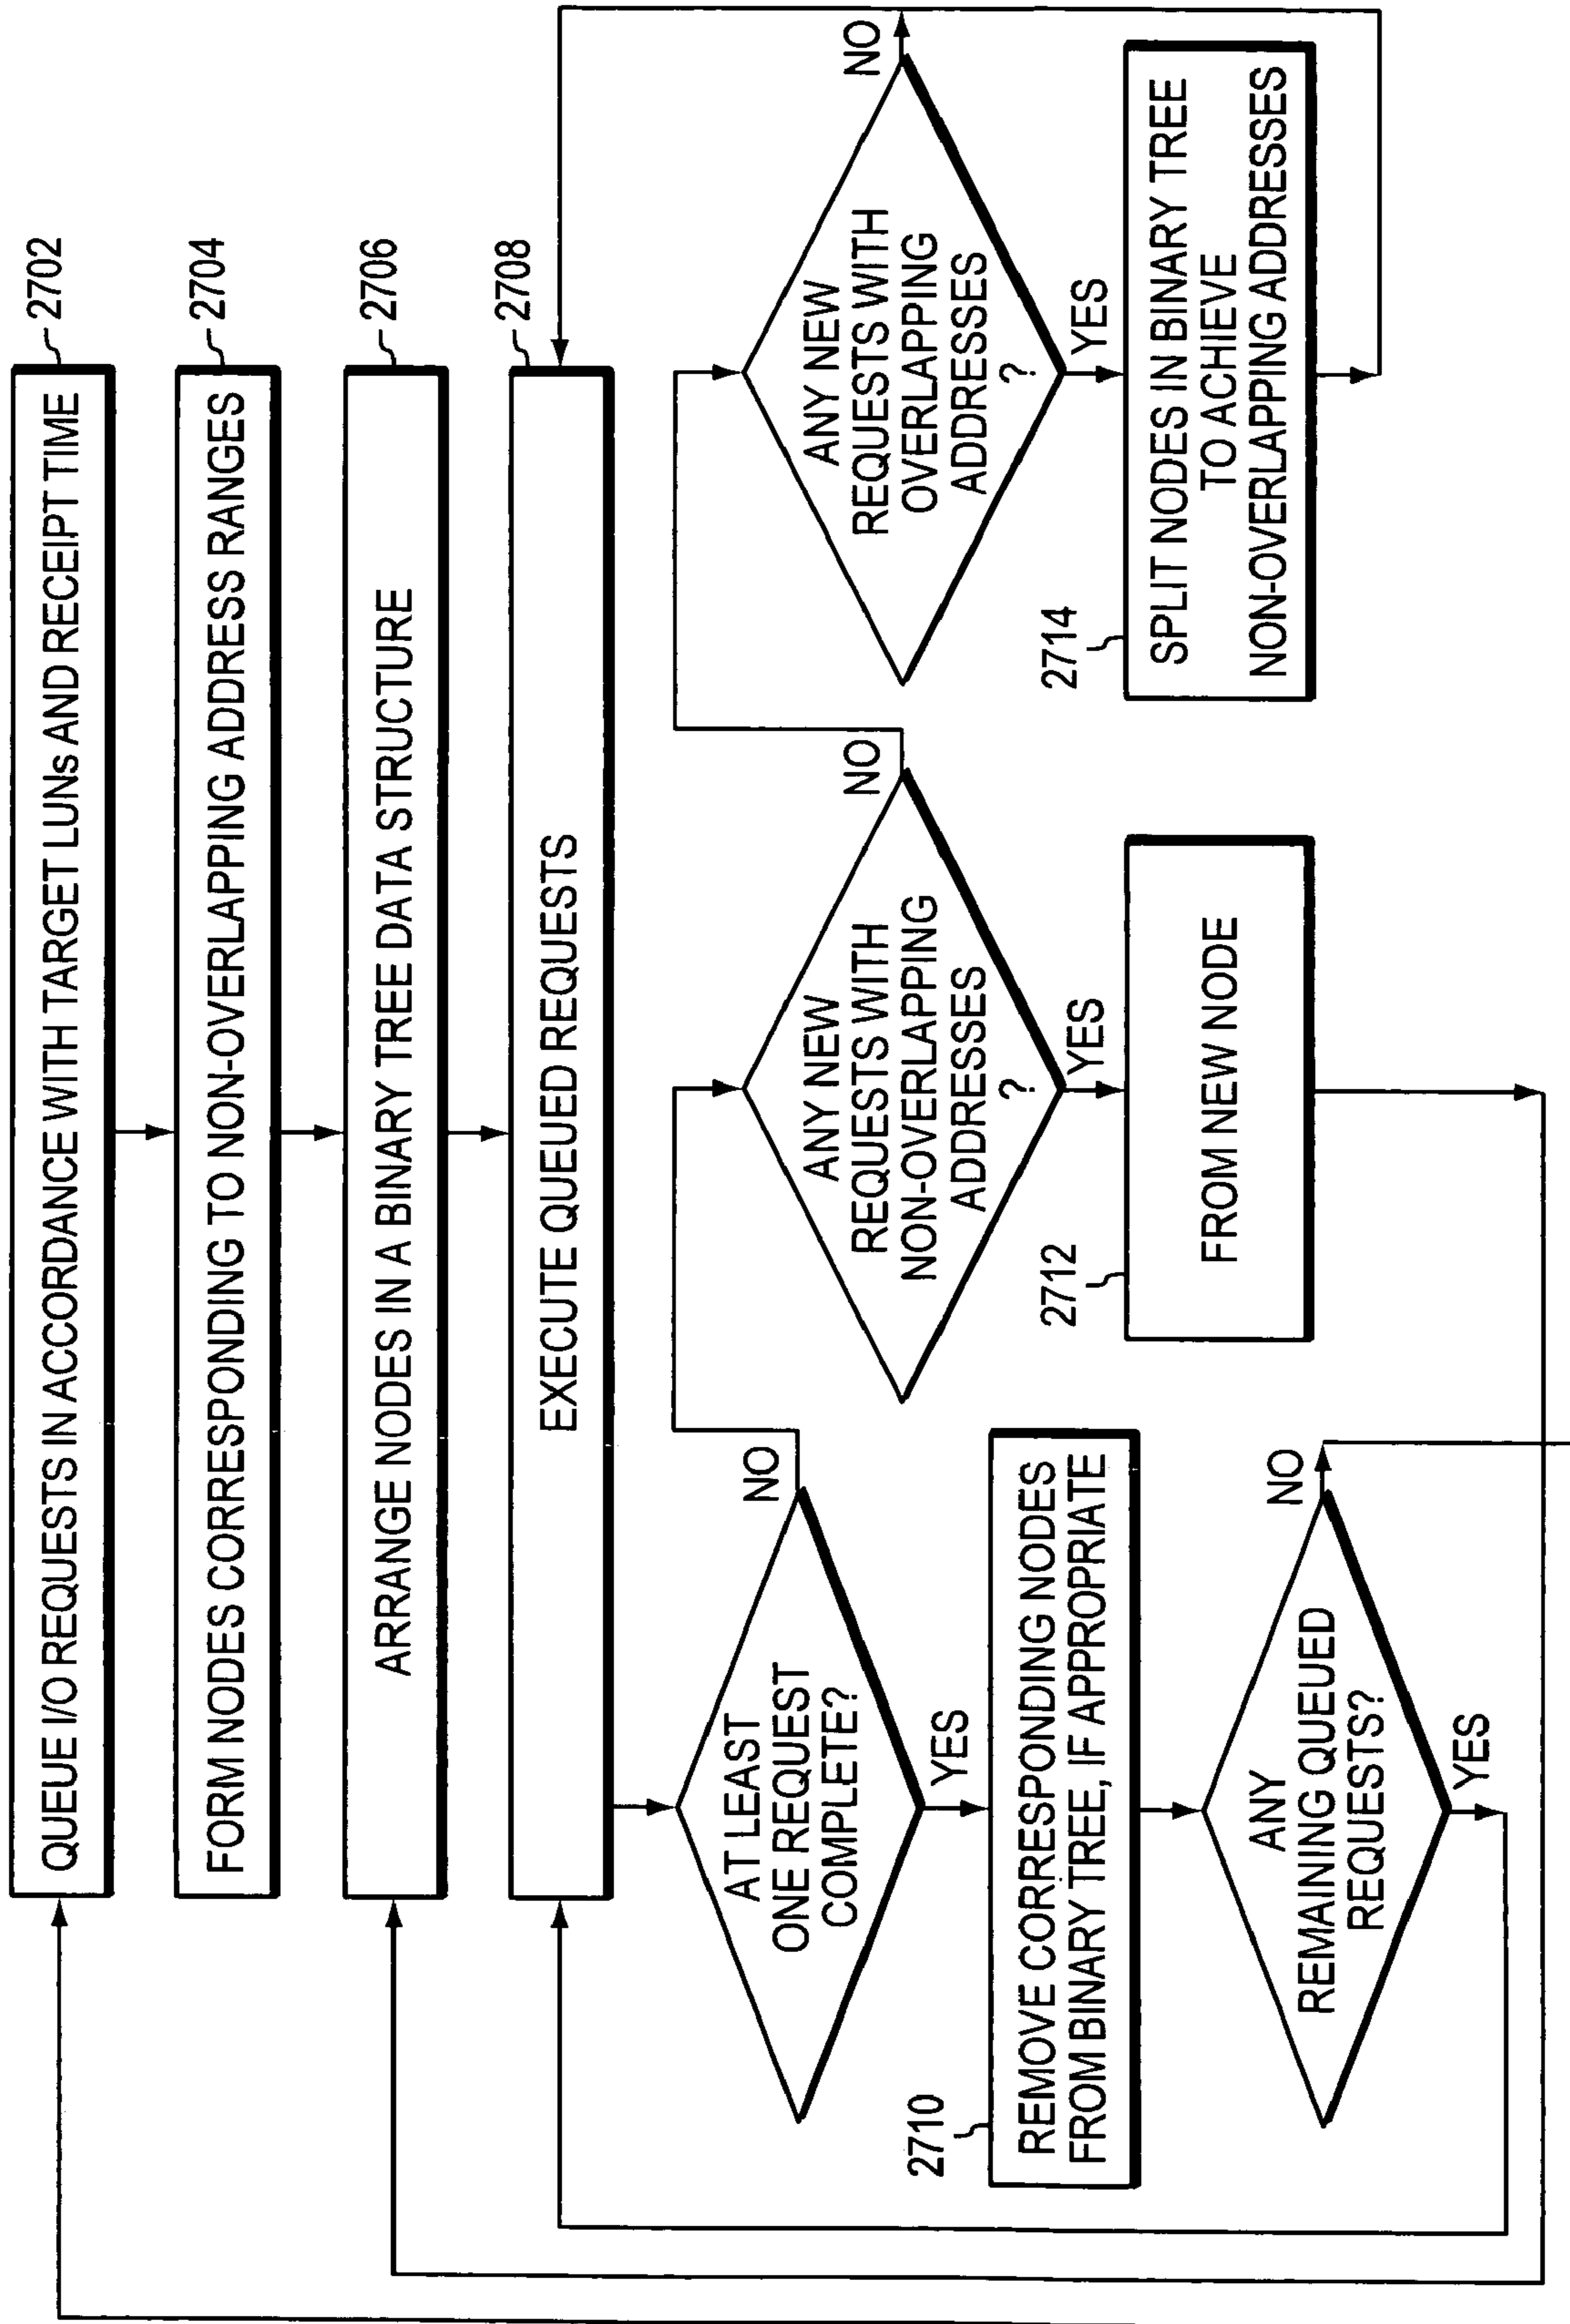 QUEUE I/O REQUESTS IN ACCORDANCE WITH TARGET LUNs AND RECEIPT TIME
2702
FORM NODES CORRESPONDING TO NON-OVERLAPPING ADDRESS RANGES
2704
ARRANGE NODES IN A BINARY TREE DATA STRUCTURE
2706
EXECUTE QUEUED REQUESTS
2708
AT LEAST
ONE REQUEST
COMPLETE?
NO
YES
2710
REMOVE CORRESPONDING NODES
FROM BINARY TREE, IF APPROPRIATE
ANY
REMAINING QUEUED
REQUESTS?
NO
YES
ANY NEW
REQUESTS WITH
NON-OVERLAPPING
ADDRESSES
?
NO
YES
2712
FROM NEW NODE
ANY NEW
REQUESTS WITH
OVERLAPPING
ADDRESSES
?
NO
YES
2714
SPLIT NODES IN BINARY TREE
TO ACHIEVE
NON-OVERLAPPING ADDRESSES